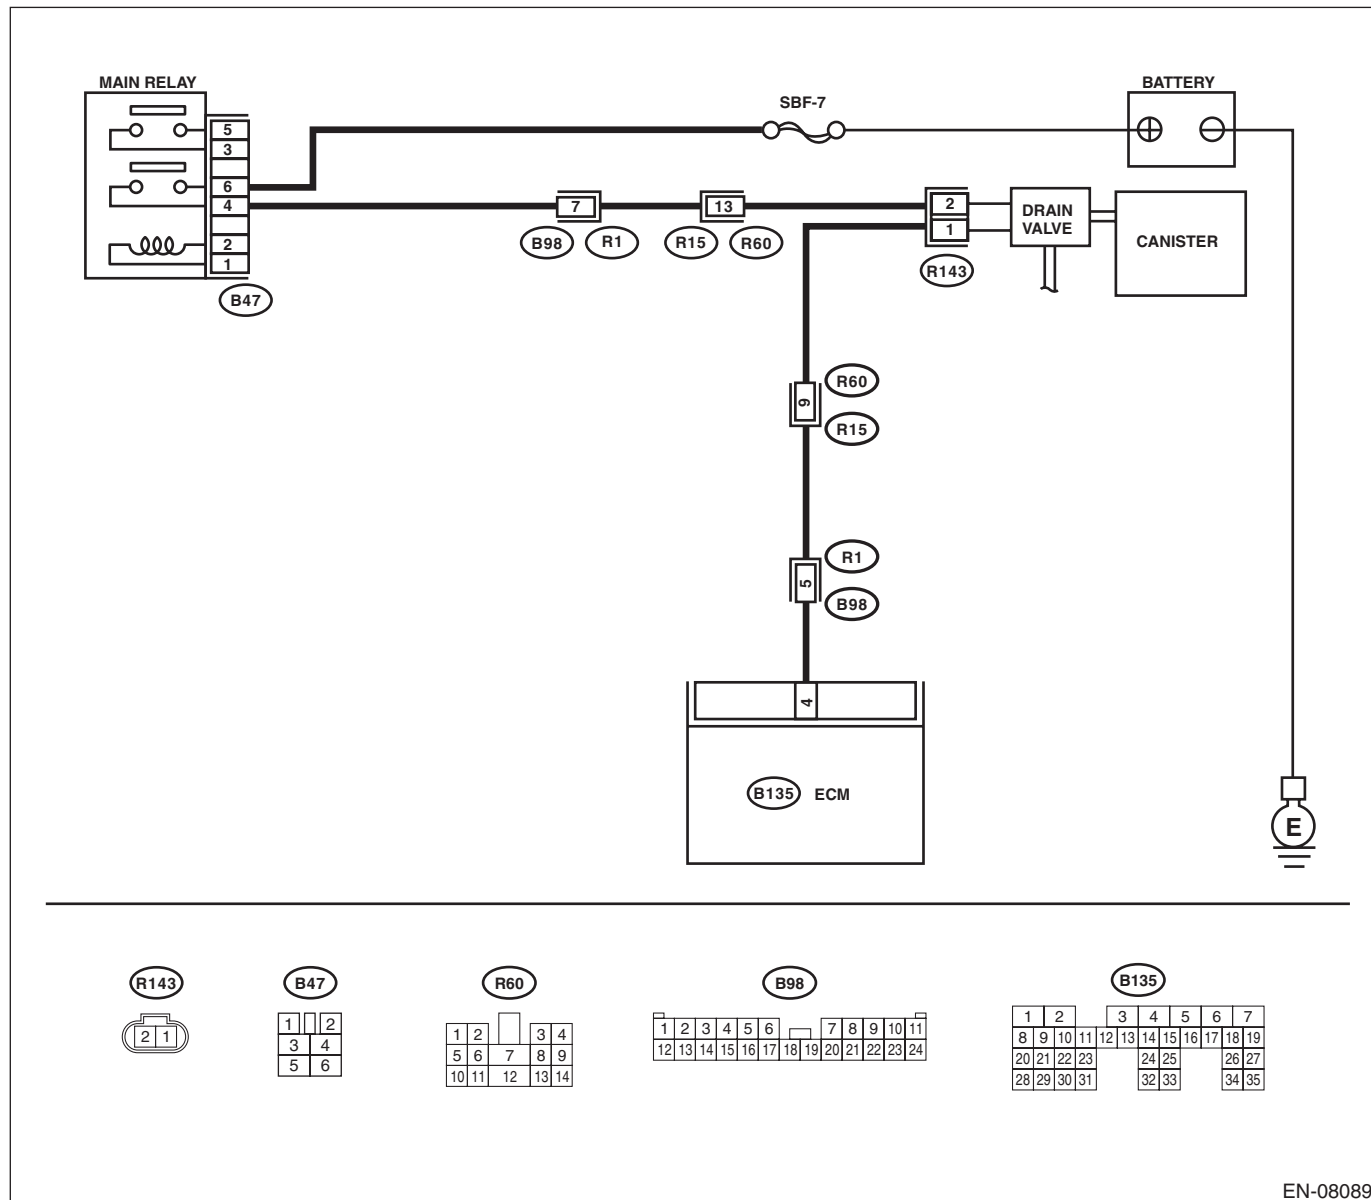 MAIN RELAY
SBF-7
BATTERY
5
3
6
4
2
1
B47
7
B98 R1
13
R15 R60
2
1
R143
DRAIN
VALVE
CANISTER
R60
9
R15
R1
5
B98
4
B135 ECM
E
R143
2 1
B47
1 2
3 4
5 6
R60
1 2 3 4
5 6 7 8 9
10 11 12 13 14
B98
1 2 3 4 5 6 7 8 9 10 11
12 13 14 15 16 17 18 19 20 21 22 23 24
B135
1 2 3 4 5 6 7
8 9 10 11 12 13 14 15 16 17 18 19
20 21 22 23 24 25 26 27
28 29 30 31 32 33 34 35
EN-08089